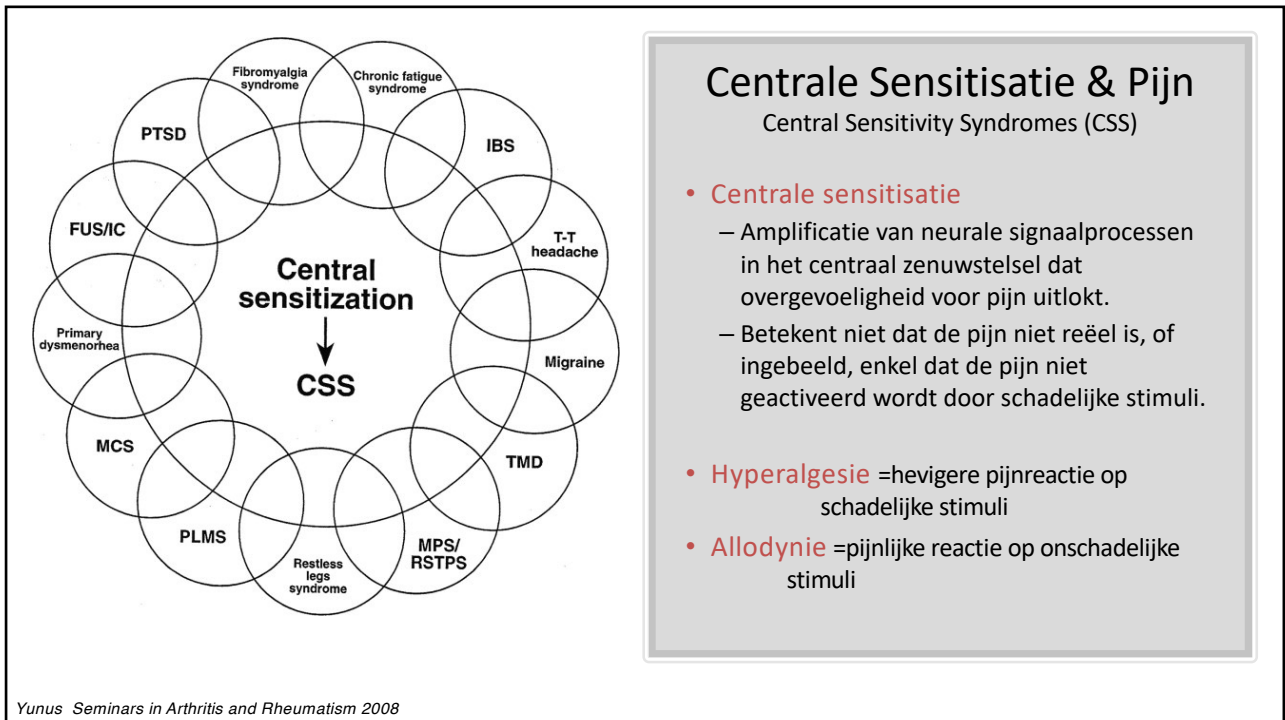 Fibromyalgia
syndrome
Chronic fatigue
syndrome
IBS
T-T
headache
Migraine
TMD
MPS/
RSTPS
Restless
legs
syndrome
PLMS
MCS
Primary
dysmenorhea
FUS/IC
PTSD
Central
sensitization
CSS
Centrale Sensitisatie & Pijn
Central Sensitivity Syndromes (CSS)
• Centrale sensitisatie
– Amplificatie van neurale signaalprocessen
in het centraal zenuwstelsel dat
overgevoeligheid voor pijn uitlokt.
– Betekent niet dat de pijn niet reëel is, of
ingebeeld, enkel dat de pijn niet
geactiveerd wordt door schadelijke stimuli.
• Hyperalgesie =hevigere pijnreactie op
schadelijke stimuli
• Allodynie =pijnlijke reactie op onschadelijke
stimuli
Yunus Seminars in Arthritis and Rheumatism 2008